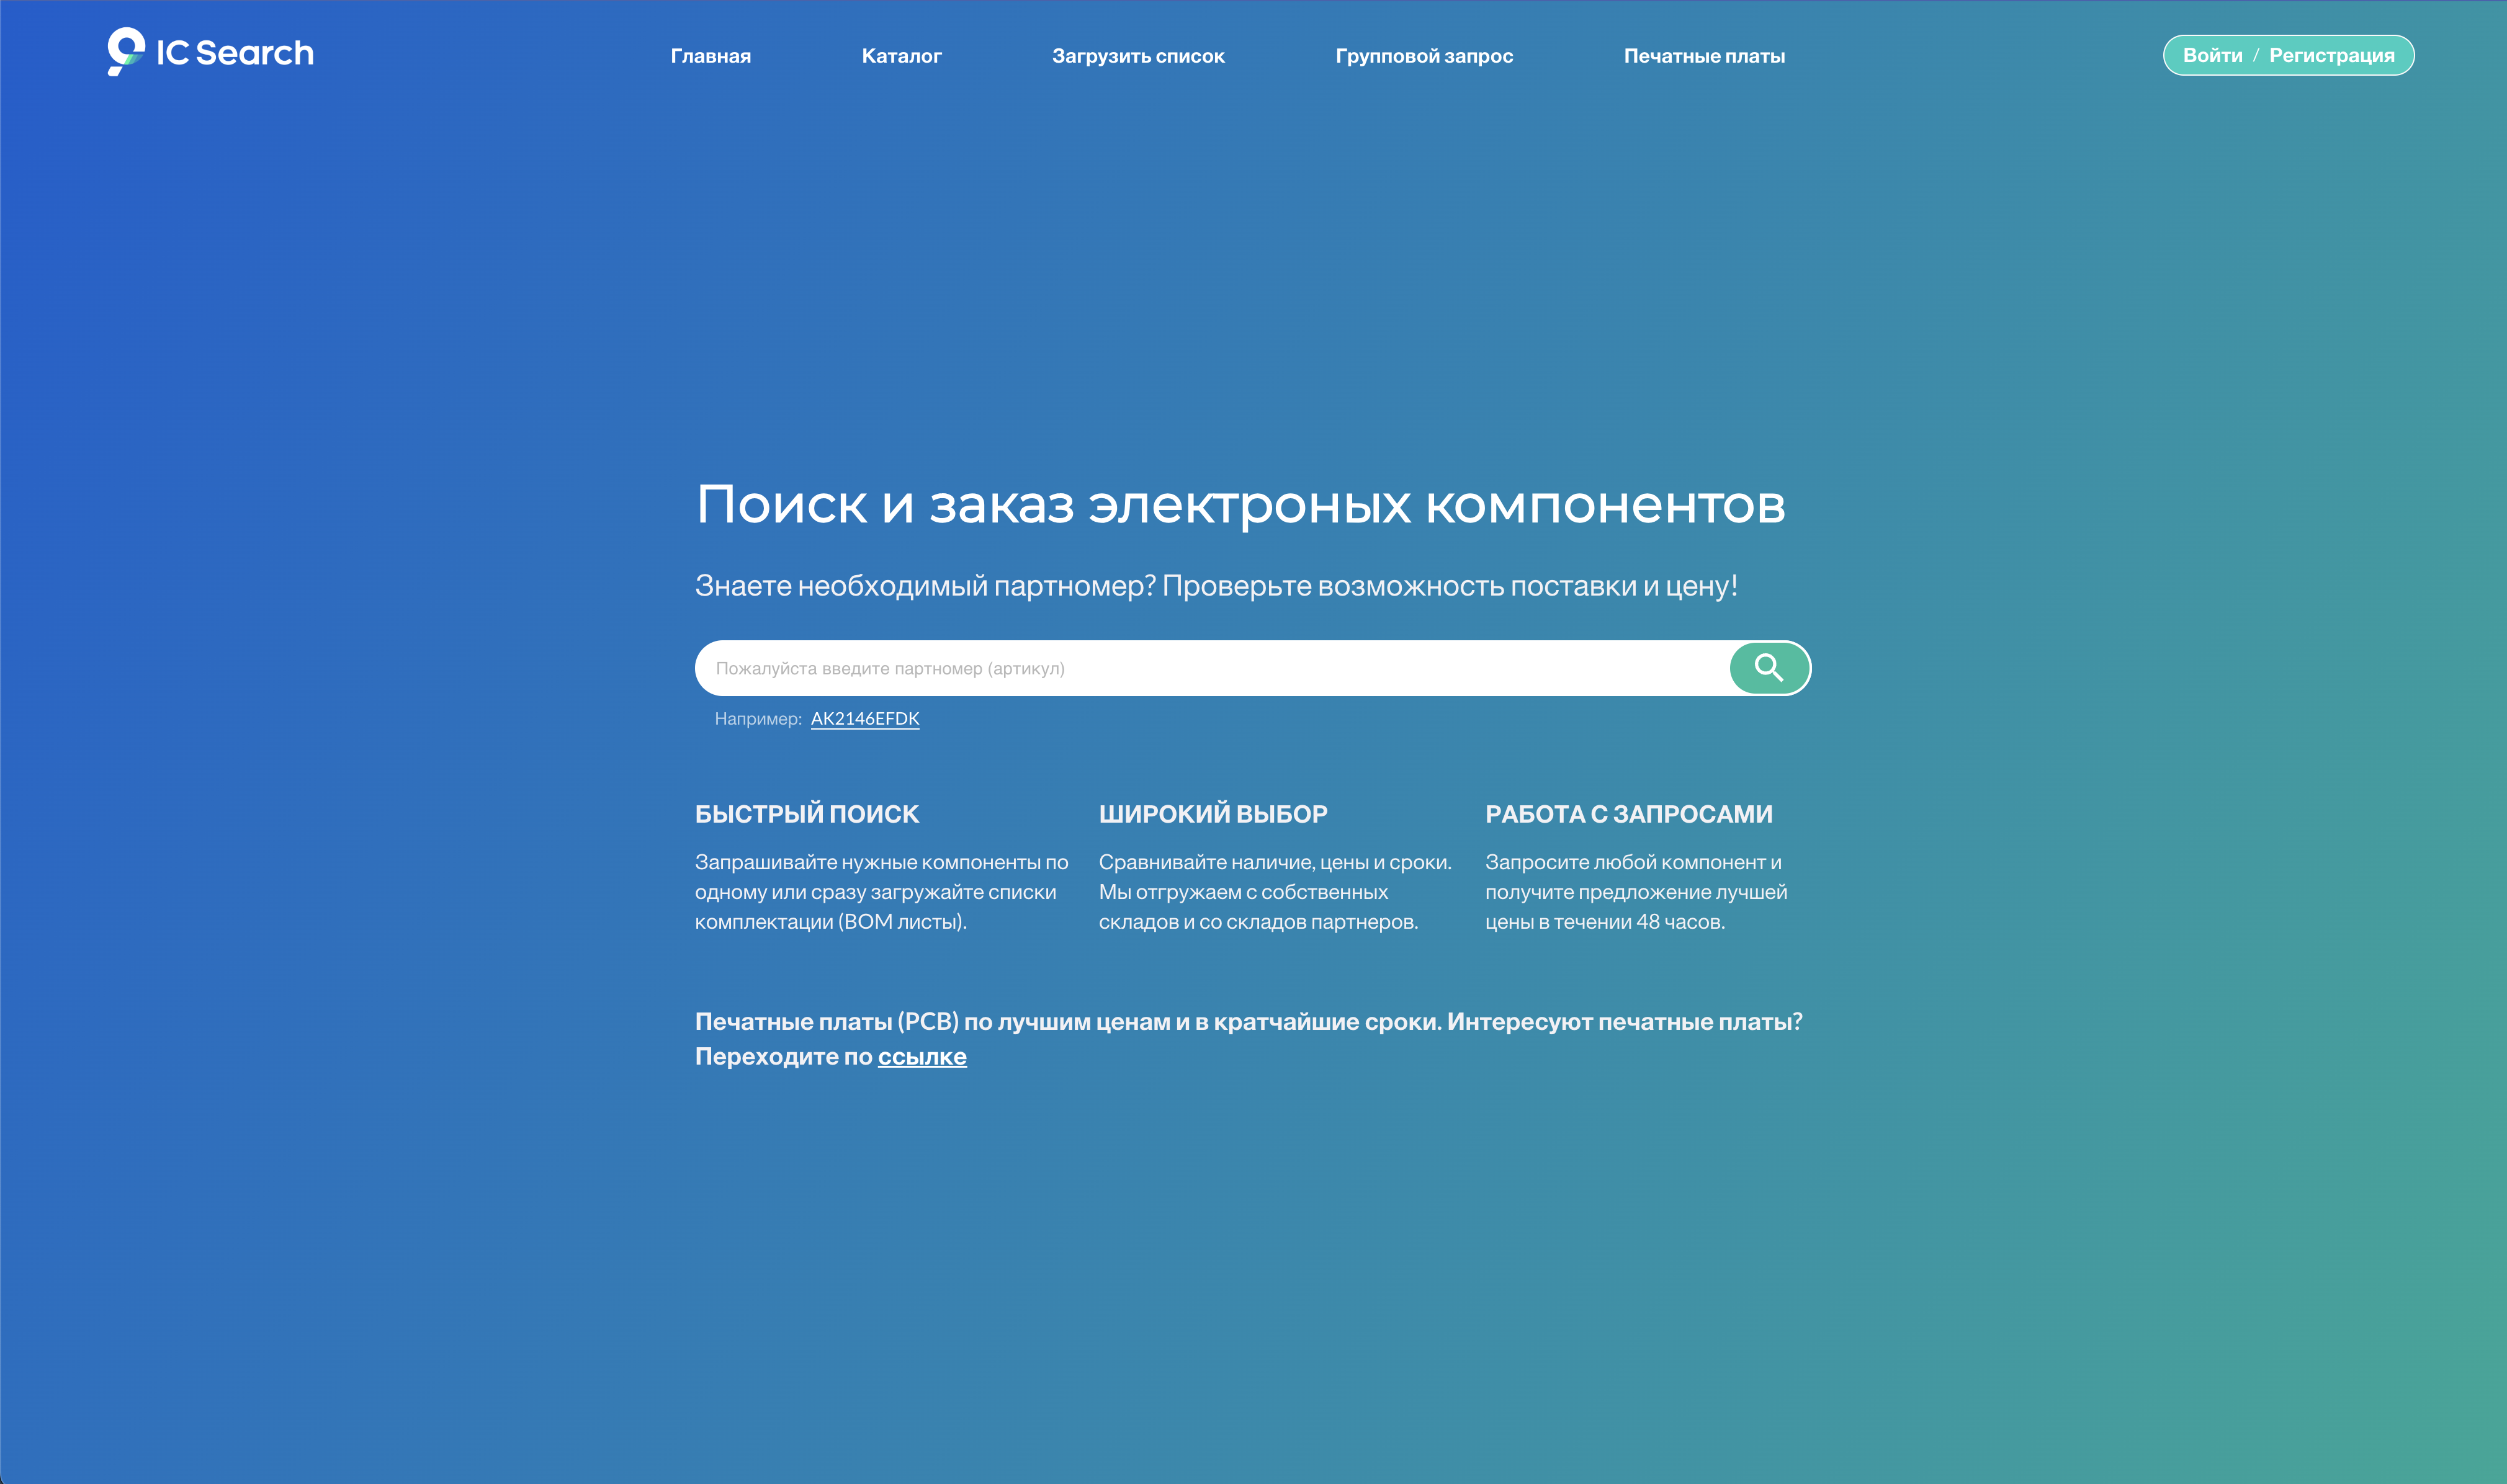 IC Search
Главная
Каталог
Загрузить список
Групповой запрос
Печатные платы
Войти / Регистрация
Поиск и заказ электроных компонентов
Знаете необходимый партномер? Проверьте возможность поставки и цену!
Пожалуйста введите партномер (артикул)
Например: AK2146EFDK
БЫСТРЫЙ ПОИСК
Запрашивайте нужные компоненты по
одному или сразу загружайте списки
комплектации (BOM листы).
ШИРОКИЙ ВЫБОР
Сравнивайте наличие, цены и сроки.
Мы отгружаем с собственных
складов и со складов партнеров.
РАБОТА С ЗАПРОСАМИ
Запросите любой компонент и
получите предложение лучшей
цены в течении 48 часов.
Печатные платы (PCB) по лучшим ценам и в кратчайшие сроки. Интересуют печатные платы?
Переходите по ссылке